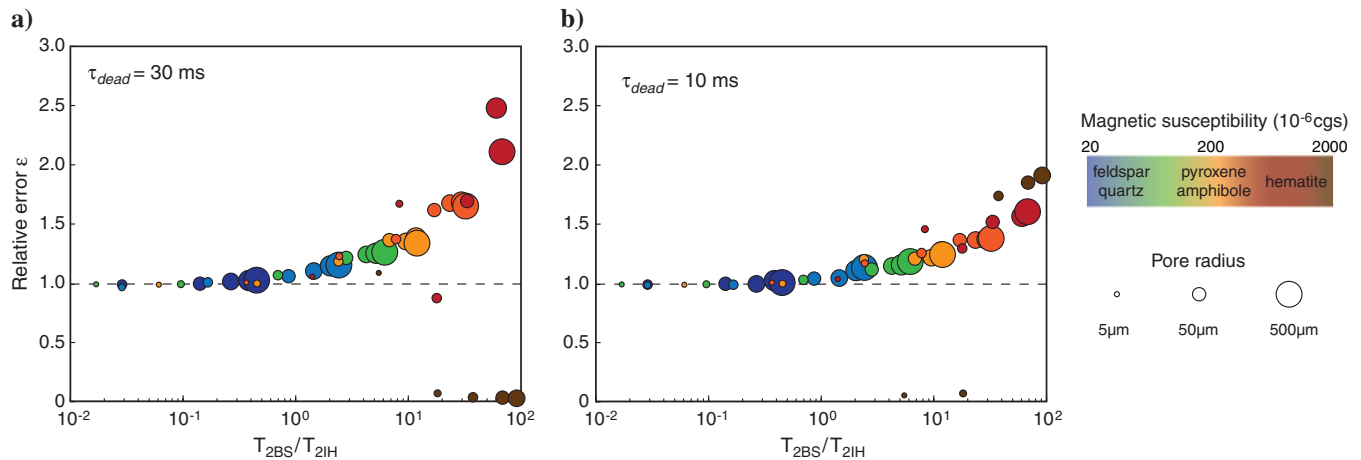 a)
τdead = 30 ms
Relative error ε
3.0
2.5
2.0
1.5
1.0
0.5
0
10-2
10-1
100
101
102
T2BS/T2IH
b)
τdead = 10 ms
3.0
2.5
2.0
1.5
1.0
0.5
0
10-2
10-1
100
101
102
T2BS/T2IH
Magnetic susceptibility (10-6cgs)
20 200 2000
feldspar pyroxene hematite
quartz amphibole
Pore radius
5µm 50µm 500µm